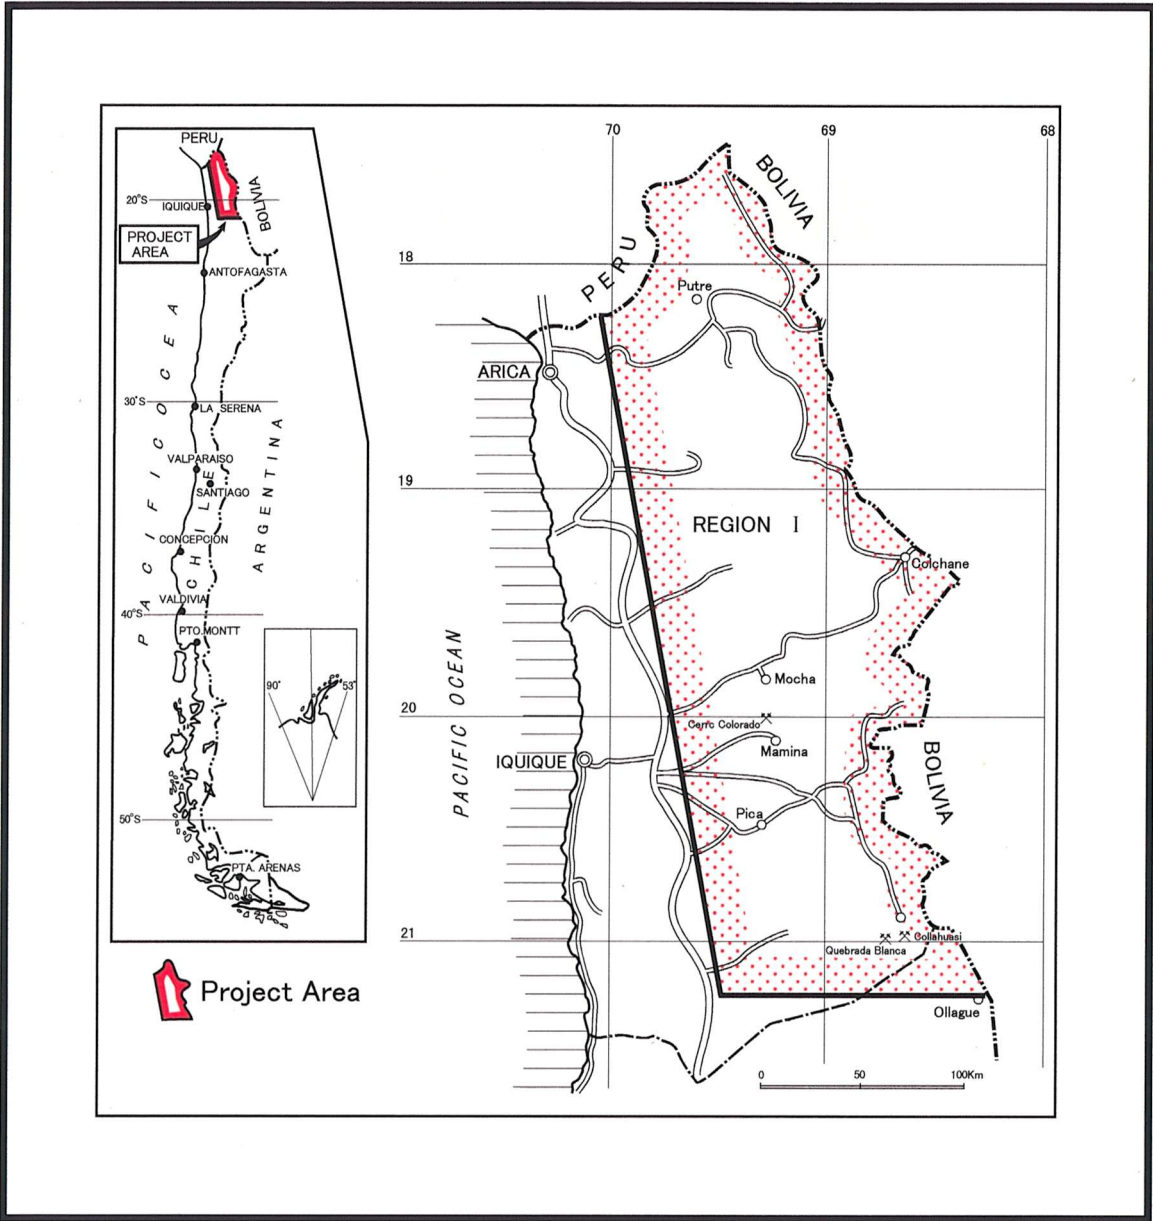 PERU
20°S
IQUIQUE
BOLIVIA
PROJECT
AREA
ANTOFAGASTA
PACIFIC OCEA
30°S
LA SERENA
VALPARAISO
SANTIAGO
CHILE
ARGENTINA
CONCEPCION
VALDIVIA
40°S
PTO.MONTT
90°
53°
50°S
PTA. ARENAS
Project Area
70
69
68
BOLIVIA
PERU
18
Putre
ARICA
19
REGION I
Colchane
PACIFIC OCEAN
Mocha
20
Cerro Colorado
Mamina
IQUIQUE
BOLIVIA
Pica
21
Collahuasi
Quebrada Blanca
Ollague
0
50
100Km